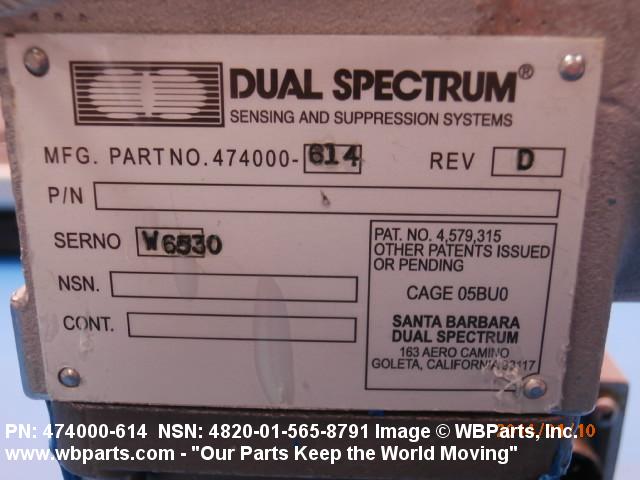 DUAL SPECTRUM®
SENSING AND SUPPRESSION SYSTEMS
MFG. PART NO. 474000-614 REV D
P/N
SERNO W6530
PAT. NO. 4,579,315
OTHER PATENTS ISSUED
OR PENDING
NSN.
CAGE 05BU0
CONT.
SANTA BARBARA
DUAL SPECTRUM
163 AERO CAMINO
GOLETA, CALIFORNIA 93117
PN: 474000-614 NSN: 4820-01-565-8791 Image © WBParts, Inc.
www.wbparts.com - "Our Parts Keep the World Moving"